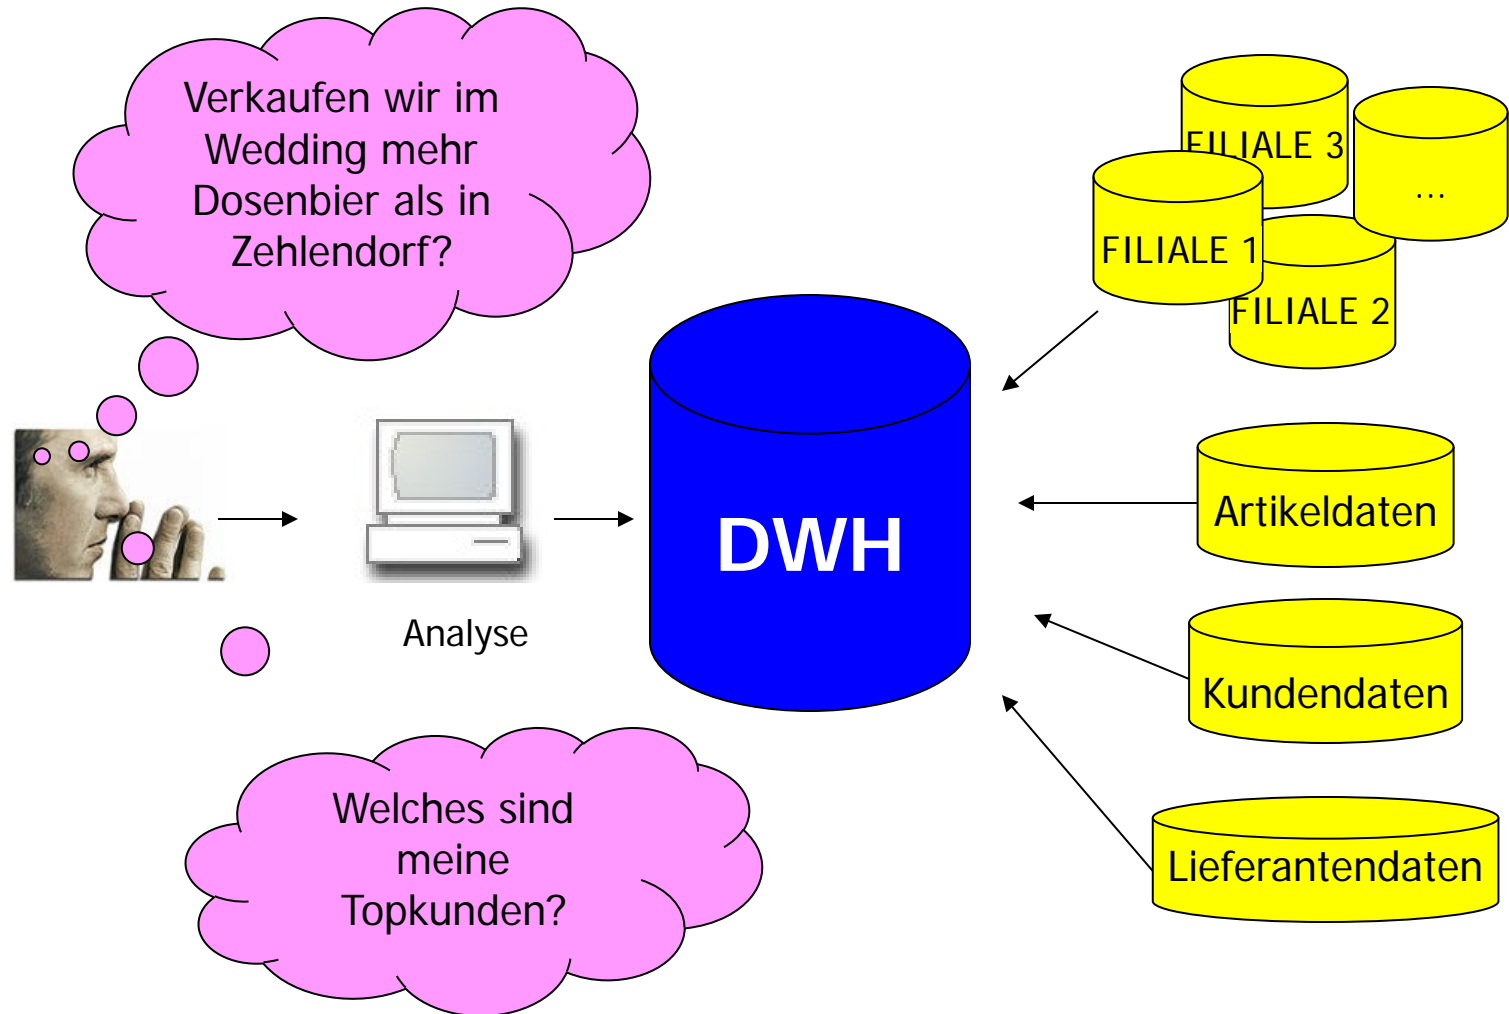 Verkaufen wir im
Wedding mehr
Dosenbier als in
Zehlendorf?
FILIALE 3
...
FILIALE 1
FILIALE 2
DWH
Artikeldaten
Analyse
Kundendaten
Welches sind
meine
Topkunden?
Lieferantendaten